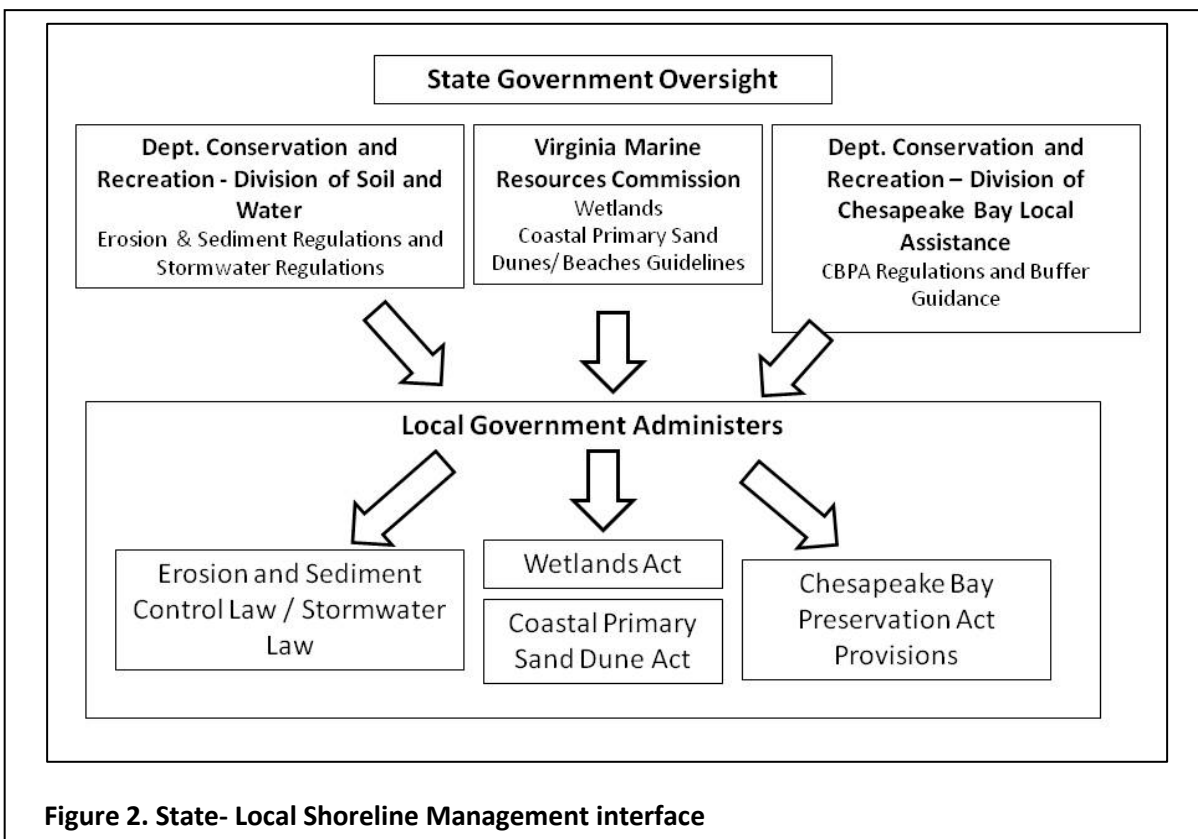 State Government Oversight
Dept. Conservation and
Recreation - Division of Soil and
Water
Erosion & Sediment Regulations and
Stormwater Regulations
Virginia Marine
Resources Commission
Wetlands
Coastal Primary Sand
Dunes/Beaches Guidelines
Dept. Conservation and
Recreation – Division of
Chesapeake Bay Local
Assistance
CBPA Regulations and Buffer
Guidance
Local Government Administers
Erosion and Sediment
Control Law / Stormwater
Law
Wetlands Act
Coastal Primary
Sand Dune Act
Chesapeake Bay
Preservation Act
Provisions
Figure 2. State- Local Shoreline Management interface